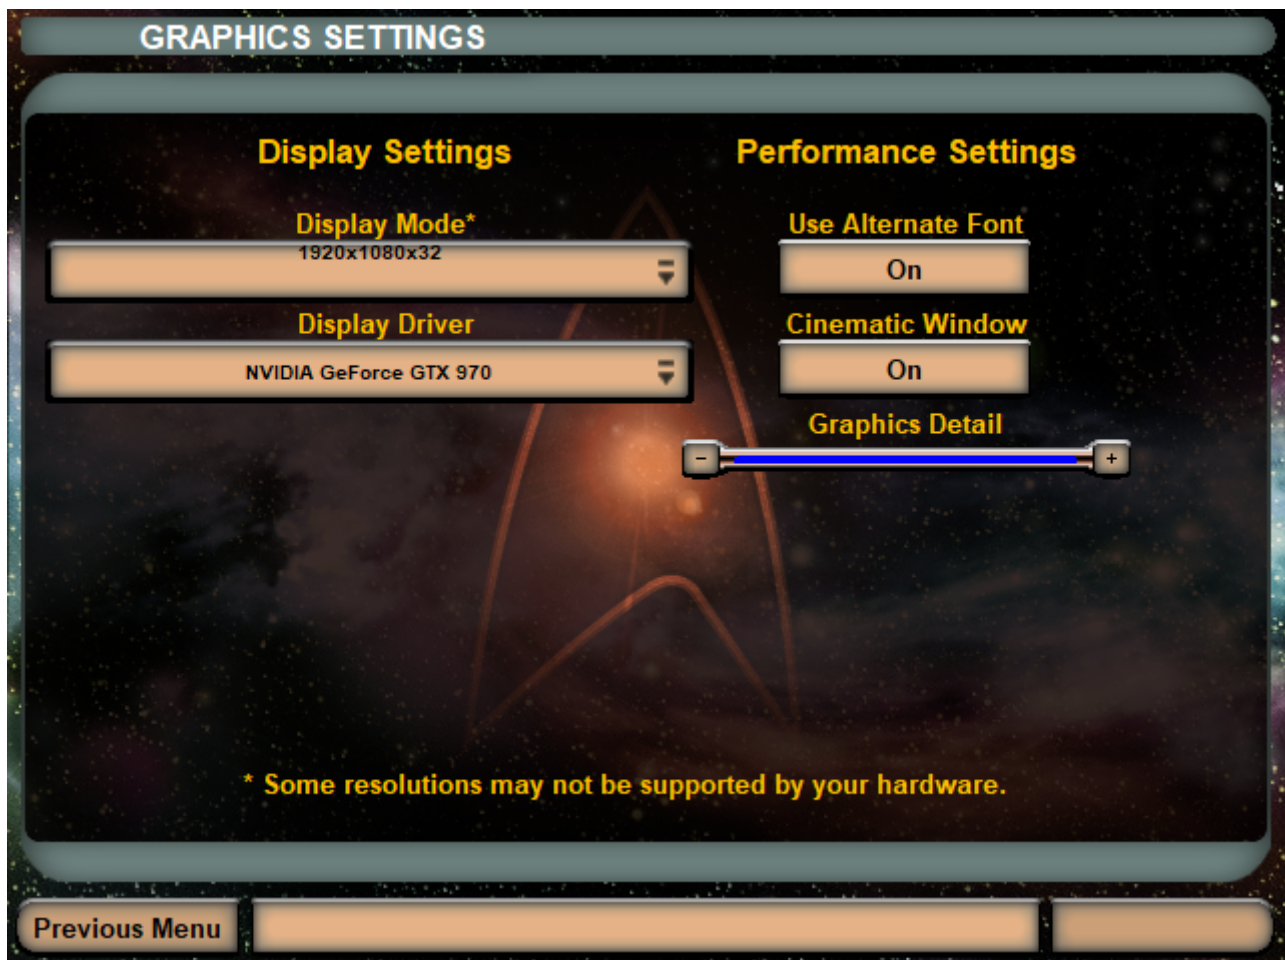 GRAPHICS SETTINGS
Display Settings
Display Mode*
1920x1080x32
Display Driver
NVIDIA GeForce GTX 970
Performance Settings
Use Alternate Font
On
Cinematic Window
On
Graphics Detail
- +
* Some resolutions may not be supported by your hardware.
Previous Menu